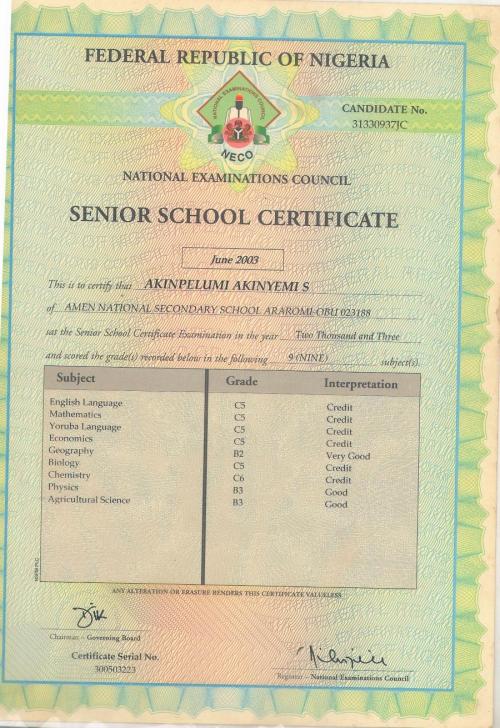 FEDERAL REPUBLIC OF NIGERIA
NATIONAL EXAMINATIONS COUNCIL
NECO
CANDIDATE No.
31330937JC
NATIONAL EXAMINATIONS COUNCIL
SENIOR SCHOOL CERTIFICATE
June 2003
This is to certify that AKINPELUMI AKINYEMI S
of AMEN NATIONAL SECONDARY SCHOOL ARAROMI-OBU 023188
sat the Senior School Certificate Examination in the year Two Thousand and Three
and scored the grade(s) recorded below in the following 9 (NINE) subject(s).
Subject Grade Interpretation
English Language C5 Credit
Mathematics C5 Credit
Yoruba Language C5 Credit
Economics C5 Credit
Geography B2 Very Good
Biology C5 Credit
Chemistry C6 Credit
Physics B3 Good
Agricultural Science B3 Good
ANY ALTERATION OR ERASURE RENDERS THIS CERTIFICATE VALUELESS
Chairman – Governing Board
Certificate Serial No.
300503223
Registrar – National Examinations Council